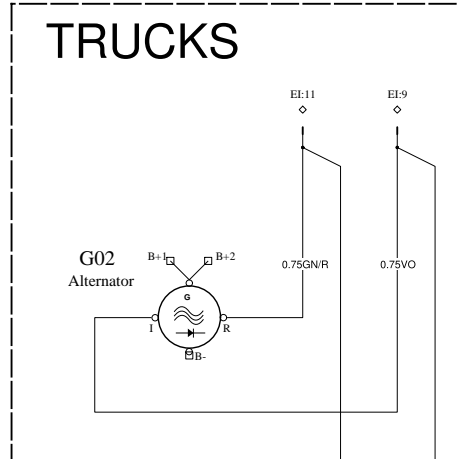 TRUCKS
EI:11
EI:9
G02
Alternator
B+1
B+2
0.75GN/R
0.75VO
G
I
R
B-